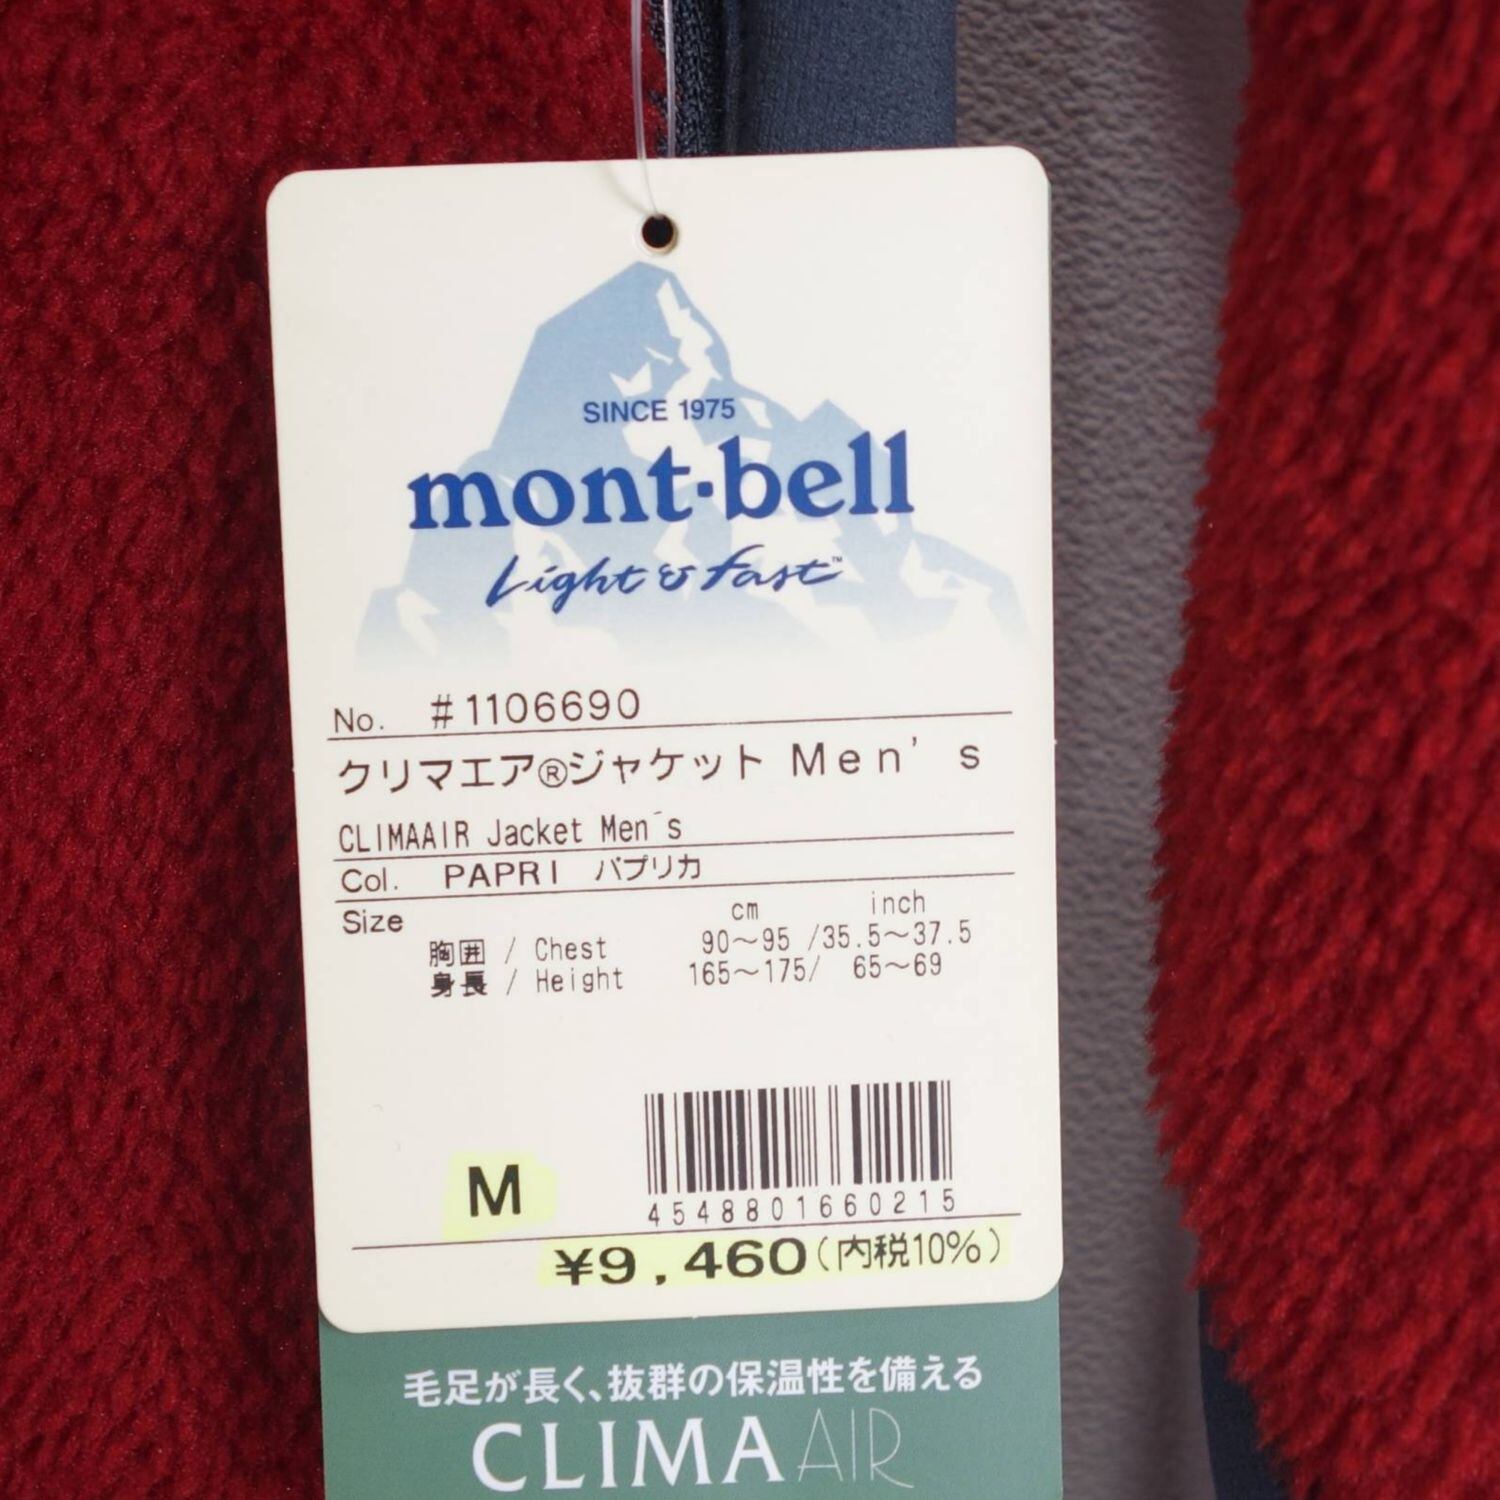 SINCE 1975
mont-bell
Light & Fast™
No. #1106690
クリマエア®ジャケット Men's
CLIMAAIR Jacket Men´s
Col. PAPRI パプリカ
Size cm inch
胸囲 / Chest 90～95 /35.5～37.5
身長 / Height 165～175/ 65～69
M
4548801660215
¥9,460(内税10%)
毛足が長く、抜群の保温性を備える
CLIMAAIR